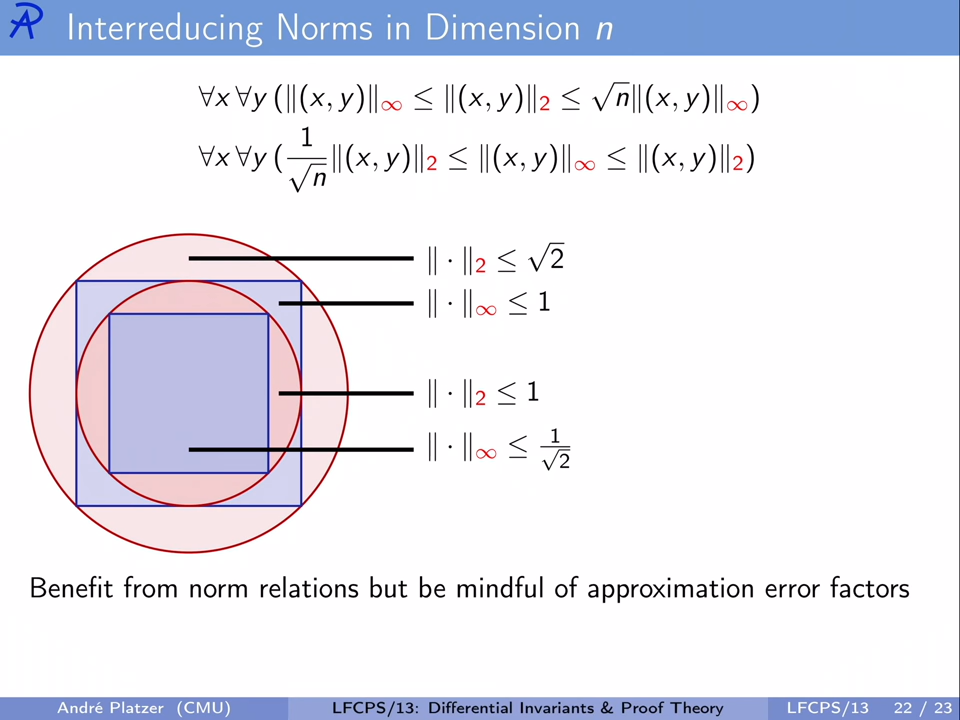 Interreducing Norms in Dimension n
∀x ∀y (‖(x, y)‖∞ ≤ ‖(x, y)‖₂ ≤ √n‖(x, y)‖∞)
∀x ∀y (1/√n‖(x, y)‖₂ ≤ ‖(x, y)‖∞ ≤ ‖(x, y)‖₂)
‖ · ‖₂ ≤ √2
‖ · ‖∞ ≤ 1
‖ · ‖₂ ≤ 1
‖ · ‖∞ ≤ 1/√2
Benefit from norm relations but be mindful of approximation error factors
André Platzer (CMU) LFCPS/13: Differential Invariants & Proof Theory LFCPS/13 22 / 23